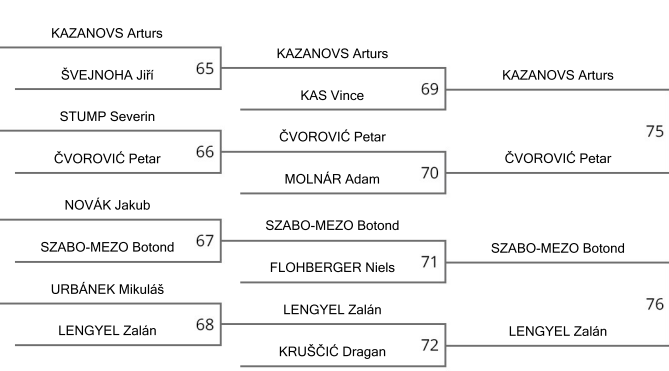 KAZANOVS Arturs
ŠVEJNOHA Jiří
65
STUMP Severin
ČVOROVIĆ Petar
66
NOVÁK Jakub
SZABO-MEZO Botond
67
URBÁNEK Mikuláš
LENGYEL Zalán
68
KAZANOVS Arturs
KAS Vince
69
ČVOROVIĆ Petar
MOLNÁR Adam
70
SZABO-MEZO Botond
FLOHBERGER Niels
71
LENGYEL Zalán
KRUŠČIĆ Dragan
72
KAZANOVS Arturs
75
ČVOROVIĆ Petar
SZABO-MEZO Botond
76
LENGYEL Zalán